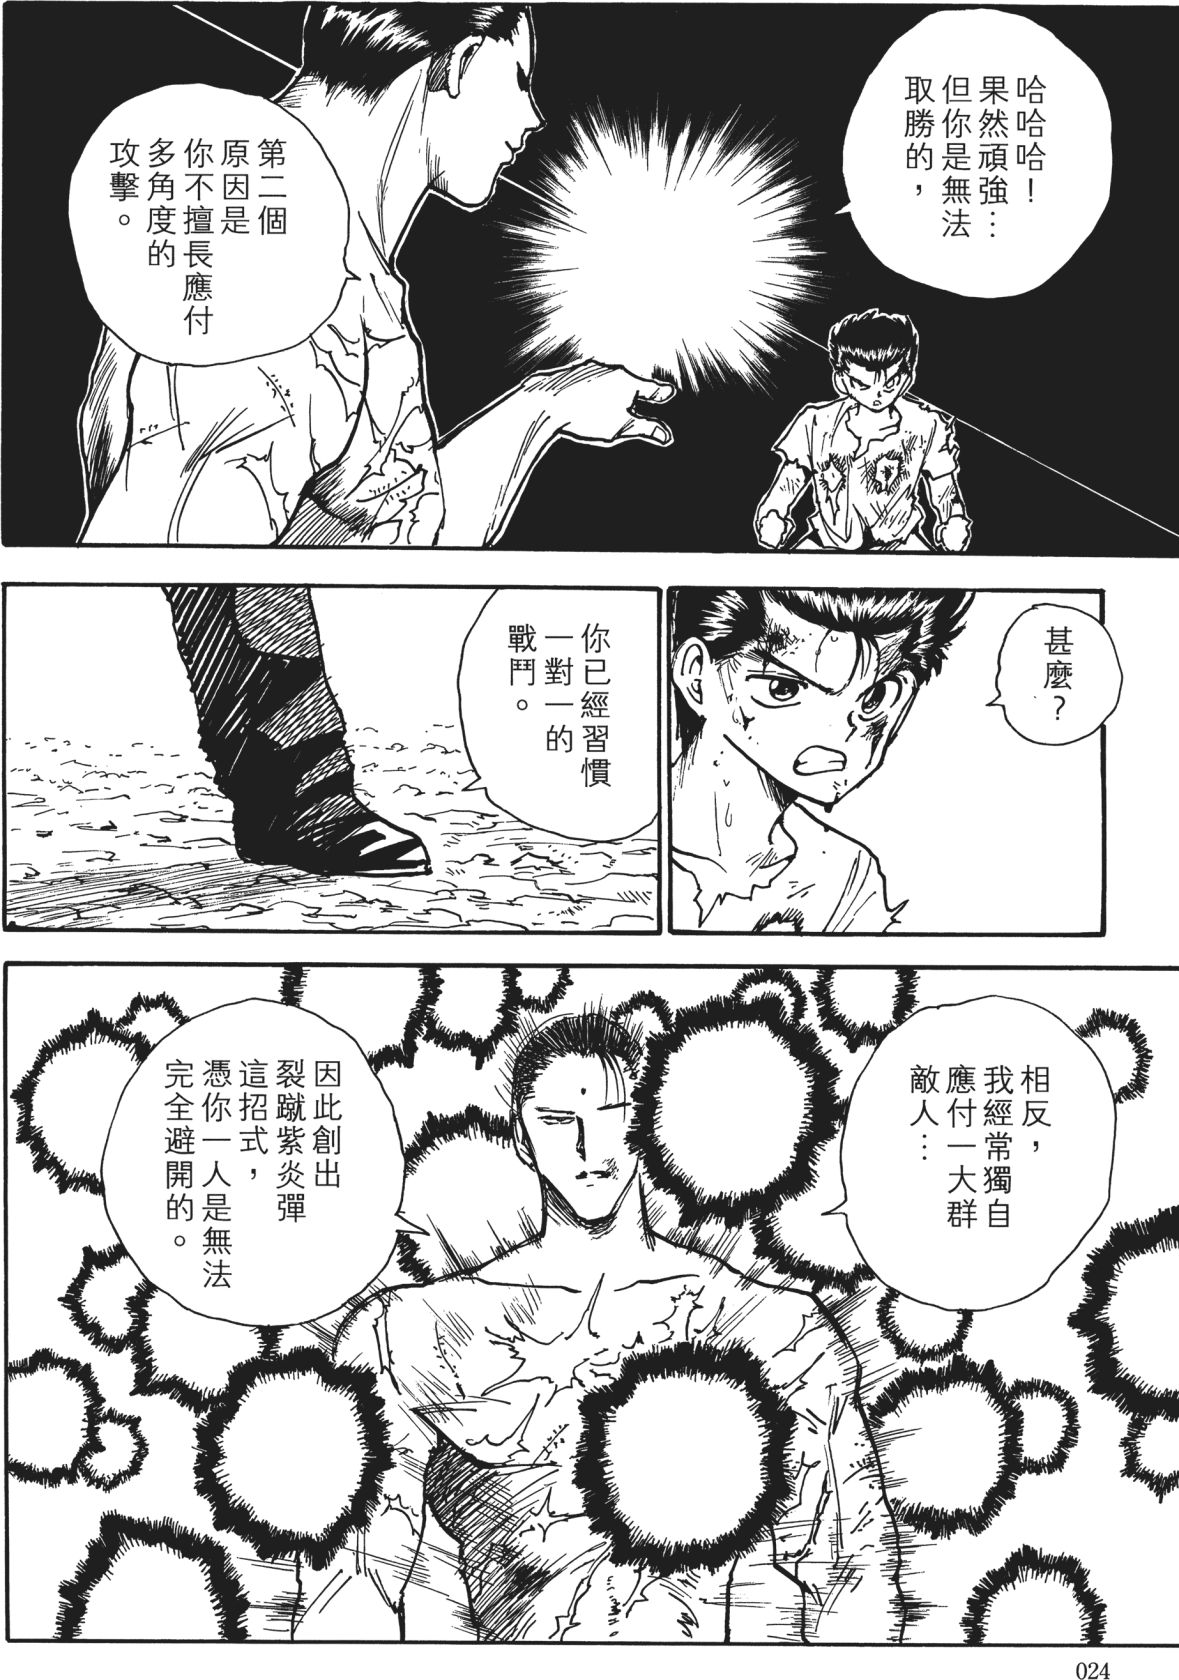 哈哈哈！
果然頑強…
但你是無法
取勝的，
第二個
原因是
你不擅長應付
多角度的
攻擊。
甚麼？
你已經習慣
一對一的
戰鬥。
相反，
我經常獨自
應付一大群
敵人…
因此創出
裂蹴紫炎彈
這招式，
憑你一人是無法
完全避開的。
024